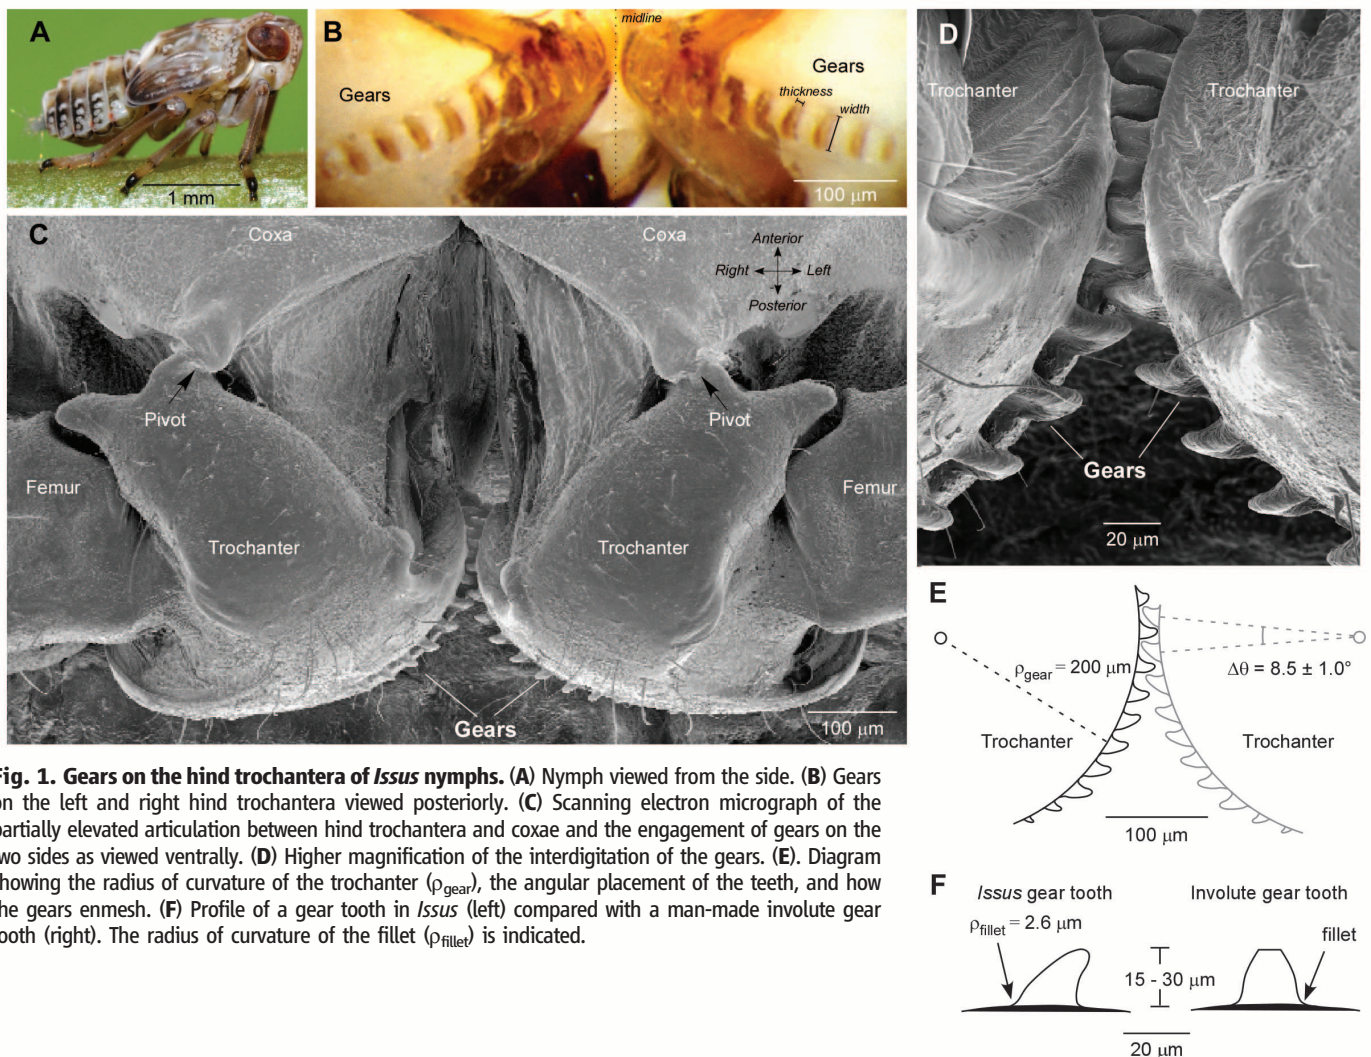 A
1 mm
B
midline
Gears
Gears
thickness
width
100 µm
C
Coxa
Coxa
Anterior
Right
Left
Posterior
Pivot
Pivot
Femur
Femur
Trochanter
Trochanter
Gears
100 µm
D
Trochanter
Trochanter
Gears
20 µm
E
ρgear = 200 µm
Δθ = 8.5 ± 1.0°
Trochanter
Trochanter
100 µm
F
Issus gear tooth
Involute gear tooth
ρfillet = 2.6 µm
fillet
15 - 30 µm
20 µm
Fig. 1. Gears on the hind trochantera of Issus nymphs. (A) Nymph viewed from the side. (B) Gears
on the left and right hind trochantera viewed posteriorly. (C) Scanning electron micrograph of the
partially elevated articulation between hind trochantera and coxae and the engagement of gears on the
two sides as viewed ventrally. (D) Higher magnification of the interdigitation of the gears. (E). Diagram
showing the radius of curvature of the trochanter (ρgear), the angular placement of the teeth, and how
the gears enmesh. (F) Profile of a gear tooth in Issus (left) compared with a man-made involute gear
tooth (right). The radius of curvature of the fillet (ρfillet) is indicated.